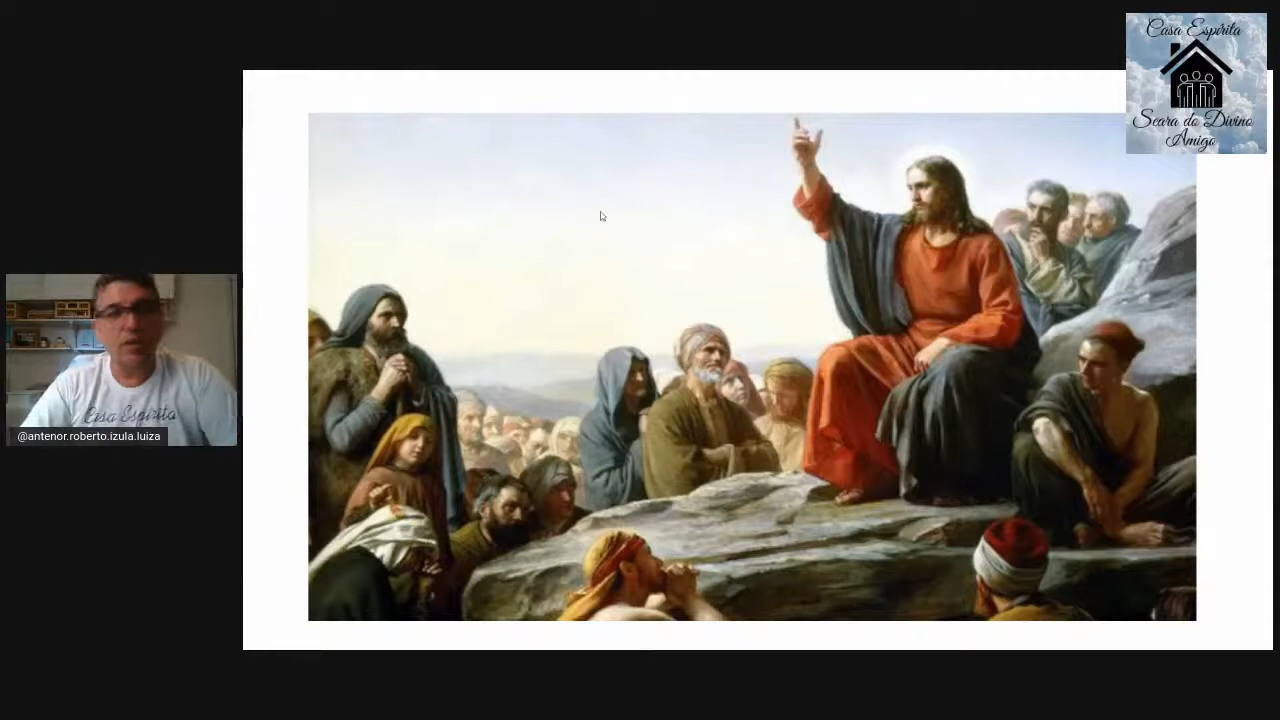 Casa Espírita
Seara do Divino
Amigo
Casa Espírita
@antenor.roberto.izula.luiza